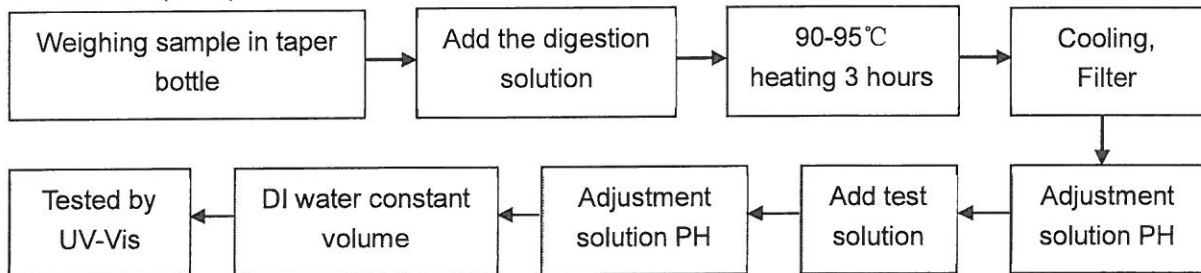 Weighing sample in taper
bottle
Add the digestion
solution
90-95℃
heating 3 hours
Cooling,
Filter
Adjustment
solution PH
Add test
solution
Adjustment
solution PH
DI water constant
volume
Tested by
UV-Vis